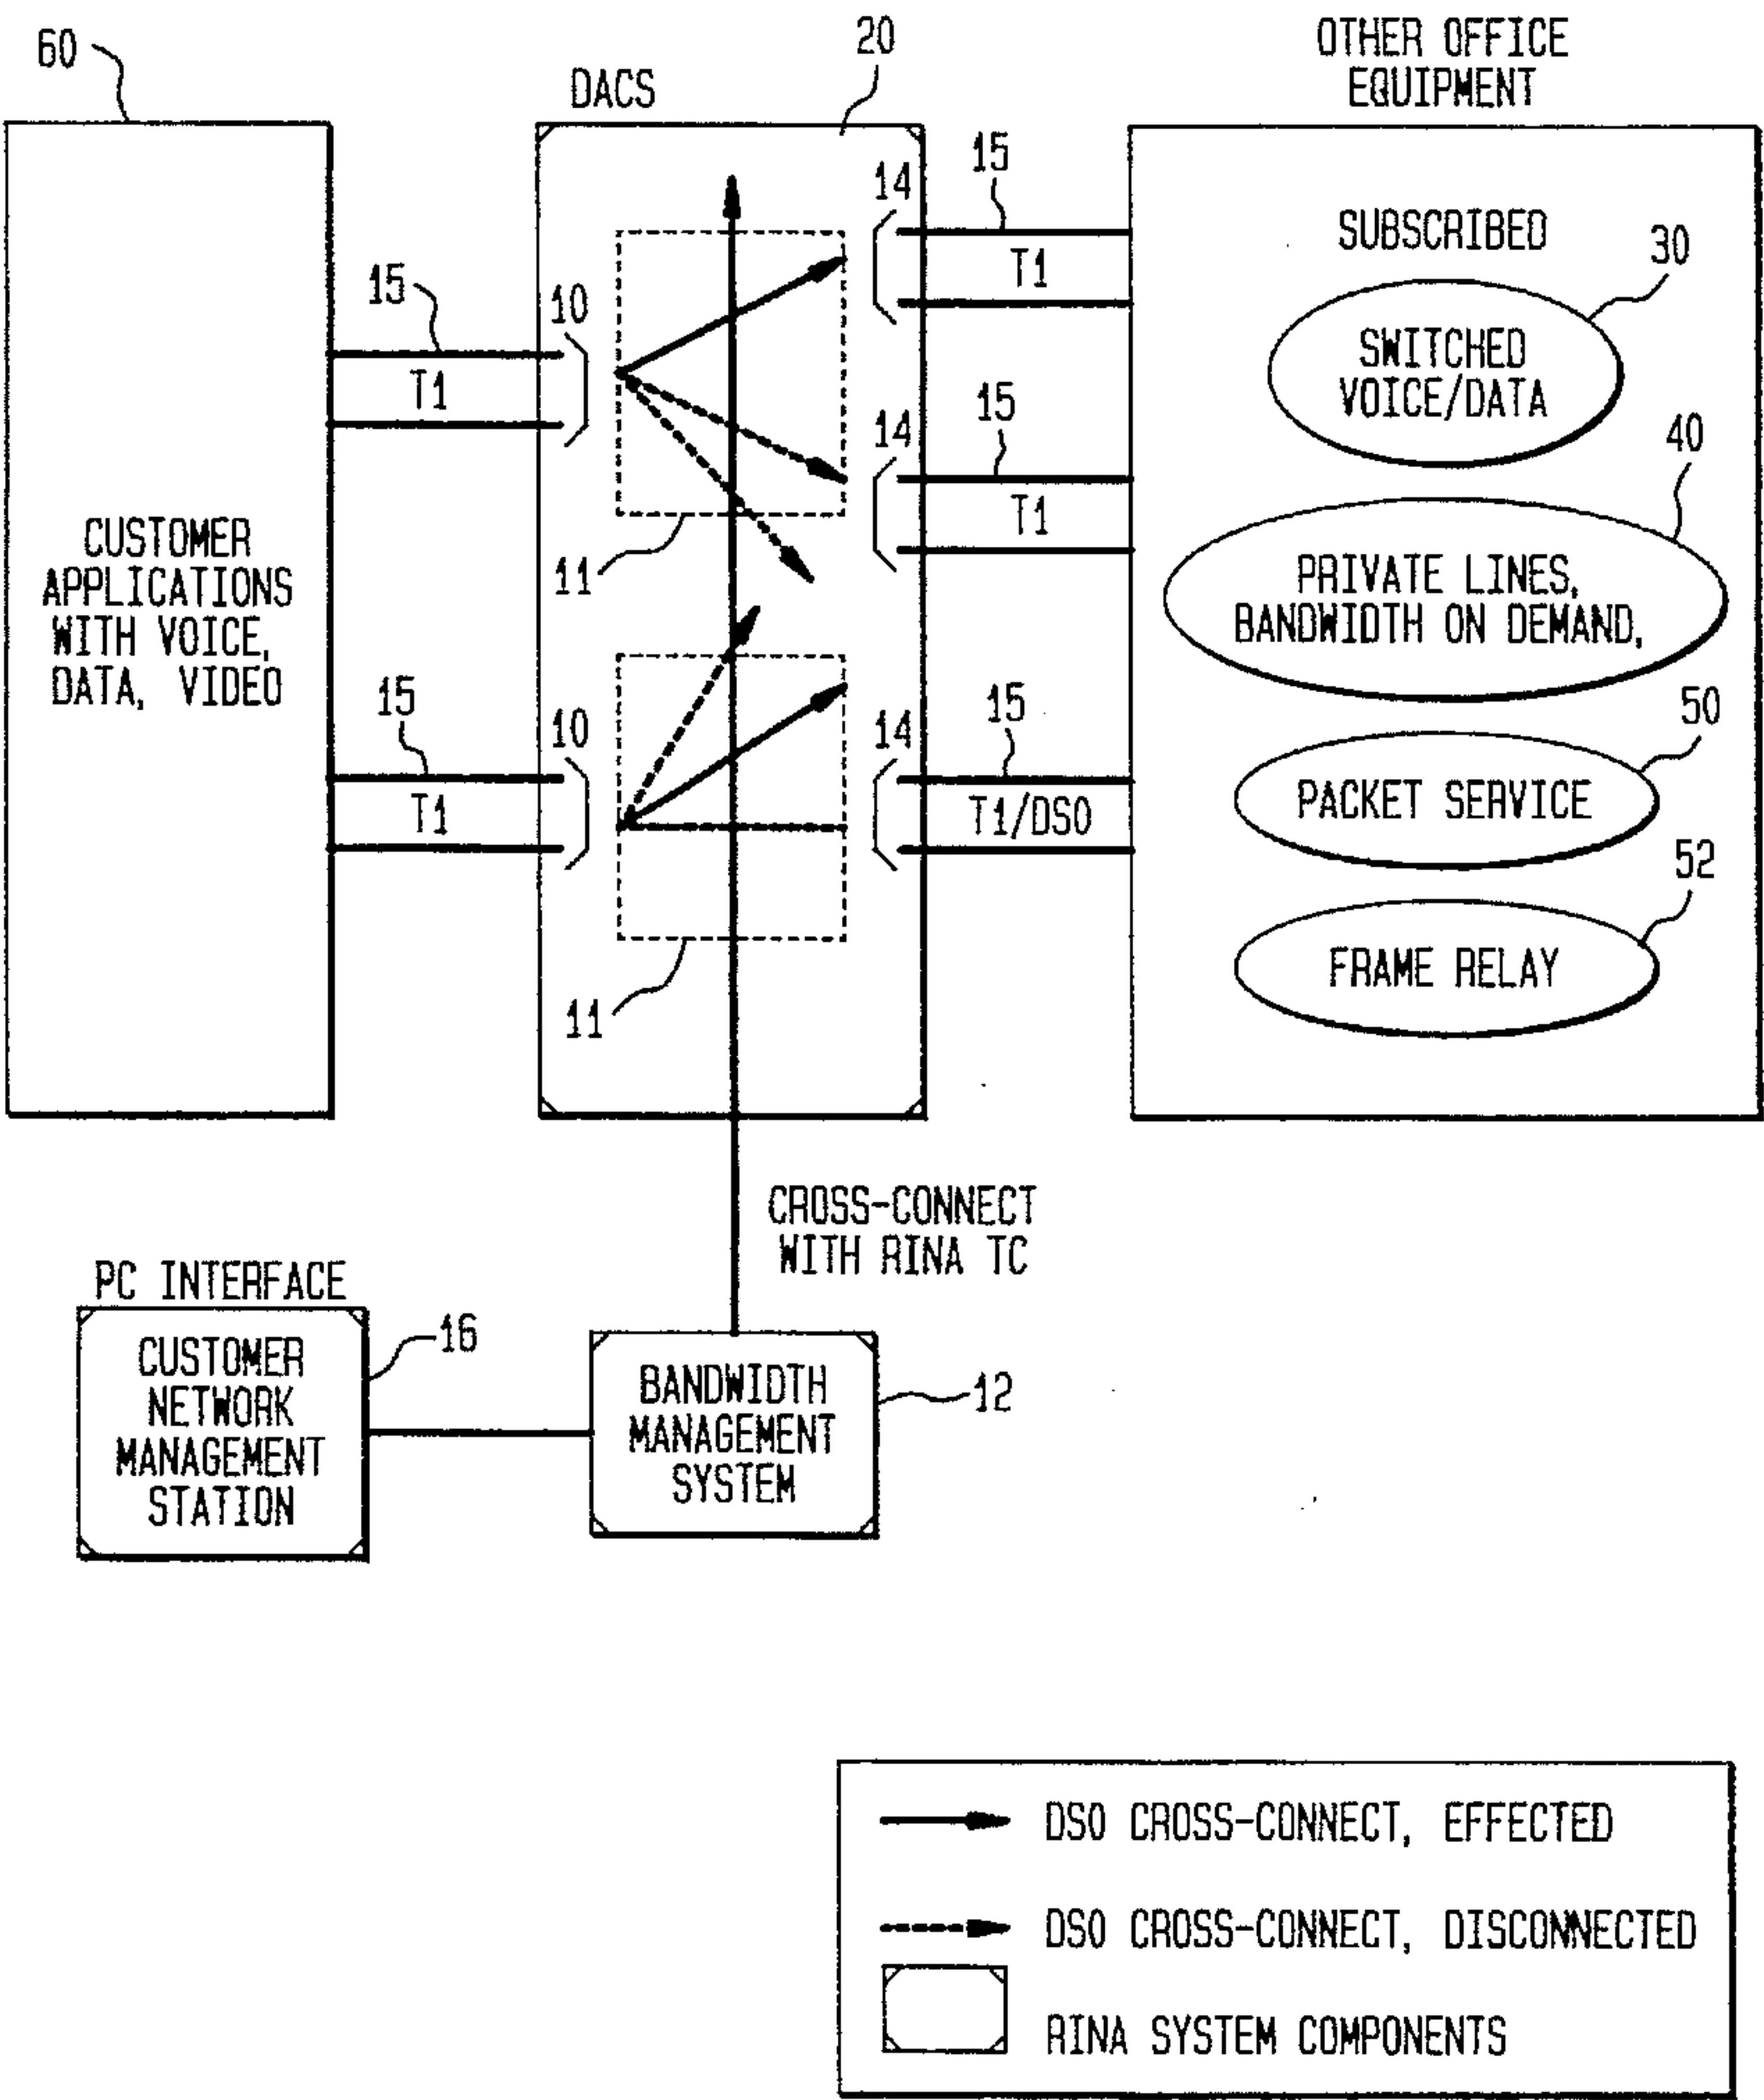 60
DACS
20
OTHER OFFICE
EQUIPMENT
CUSTOMER
APPLICATIONS
WITH VOICE,
DATA, VIDEO
15
T1
10
15
T1
10
11
11
14
15
T1
14
15
T1
14
15
T1/DS0
SUBSCRIBED
30
SWITCHED
VOICE/DATA
40
PRIVATE LINES,
BANDWIDTH ON DEMAND,
50
PACKET SERVICE
52
FRAME RELAY
CROSS-CONNECT
WITH RINA TC
PC INTERFACE
CUSTOMER
NETWORK
MANAGEMENT
STATION
16
BANDWIDTH
MANAGEMENT
SYSTEM
12
DS0 CROSS-CONNECT, EFFECTED
DS0 CROSS-CONNECT, DISCONNECTED
RINA SYSTEM COMPONENTS